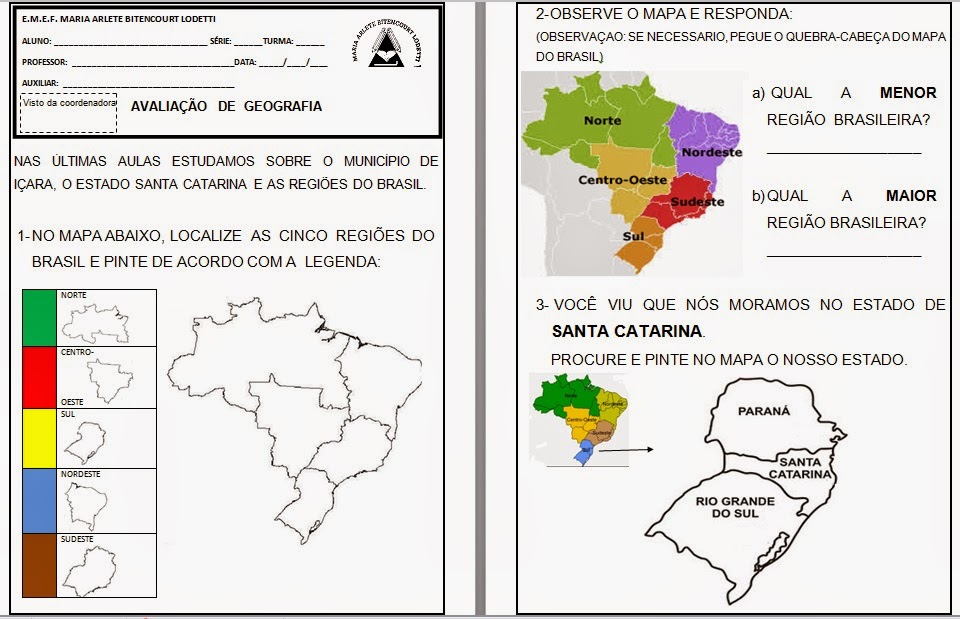 E.M.E.F. MARIA ARLETE BITENCOURT LODETTI
ALUNO: ______________________________ SÉRIE: ______TURMA: ______
PROFESSOR: ______________________________DATA: _____/____/____
AUXILIAR: ______________________________
MARIA ARLETE BITENCOURT LODETTI
Visto da coordenadora
AVALIAÇÃO DE GEOGRAFIA
NAS ÚLTIMAS AULAS ESTUDAMOS SOBRE O MUNICÍPIO DE
IÇARA, O ESTADO SANTA CATARINA E AS REGIÕES DO BRASIL.
1-NO MAPA ABAIXO, LOCALIZE AS CINCO REGIÕES DO
BRASIL E PINTE DE ACORDO COM A LEGENDA:
NORTE
CENTRO-
OESTE
SUL
NORDESTE
SUDESTE
2-OBSERVE O MAPA E RESPONDA:
(OBSERVAÇAO: SE NECESSARIO, PEGUE O QUEBRA-CABEÇA DO MAPA
DO BRASIL.)
Norte
Nordeste
Centro-Oeste
Sudeste
Sul
a) QUAL A MENOR
REGIÃO BRASILEIRA?
____________________
b)QUAL A MAIOR
REGIÃO BRASILEIRA?
____________________
3- VOCÊ VIU QUE NÓS MORAMOS NO ESTADO DE
SANTA CATARINA.
PROCURE E PINTE NO MAPA O NOSSO ESTADO.
Norte
Nordeste
Centro-Oeste
Sudeste
Sul
PARANÁ
SANTA
CATARINA
RIO GRANDE
DO SUL